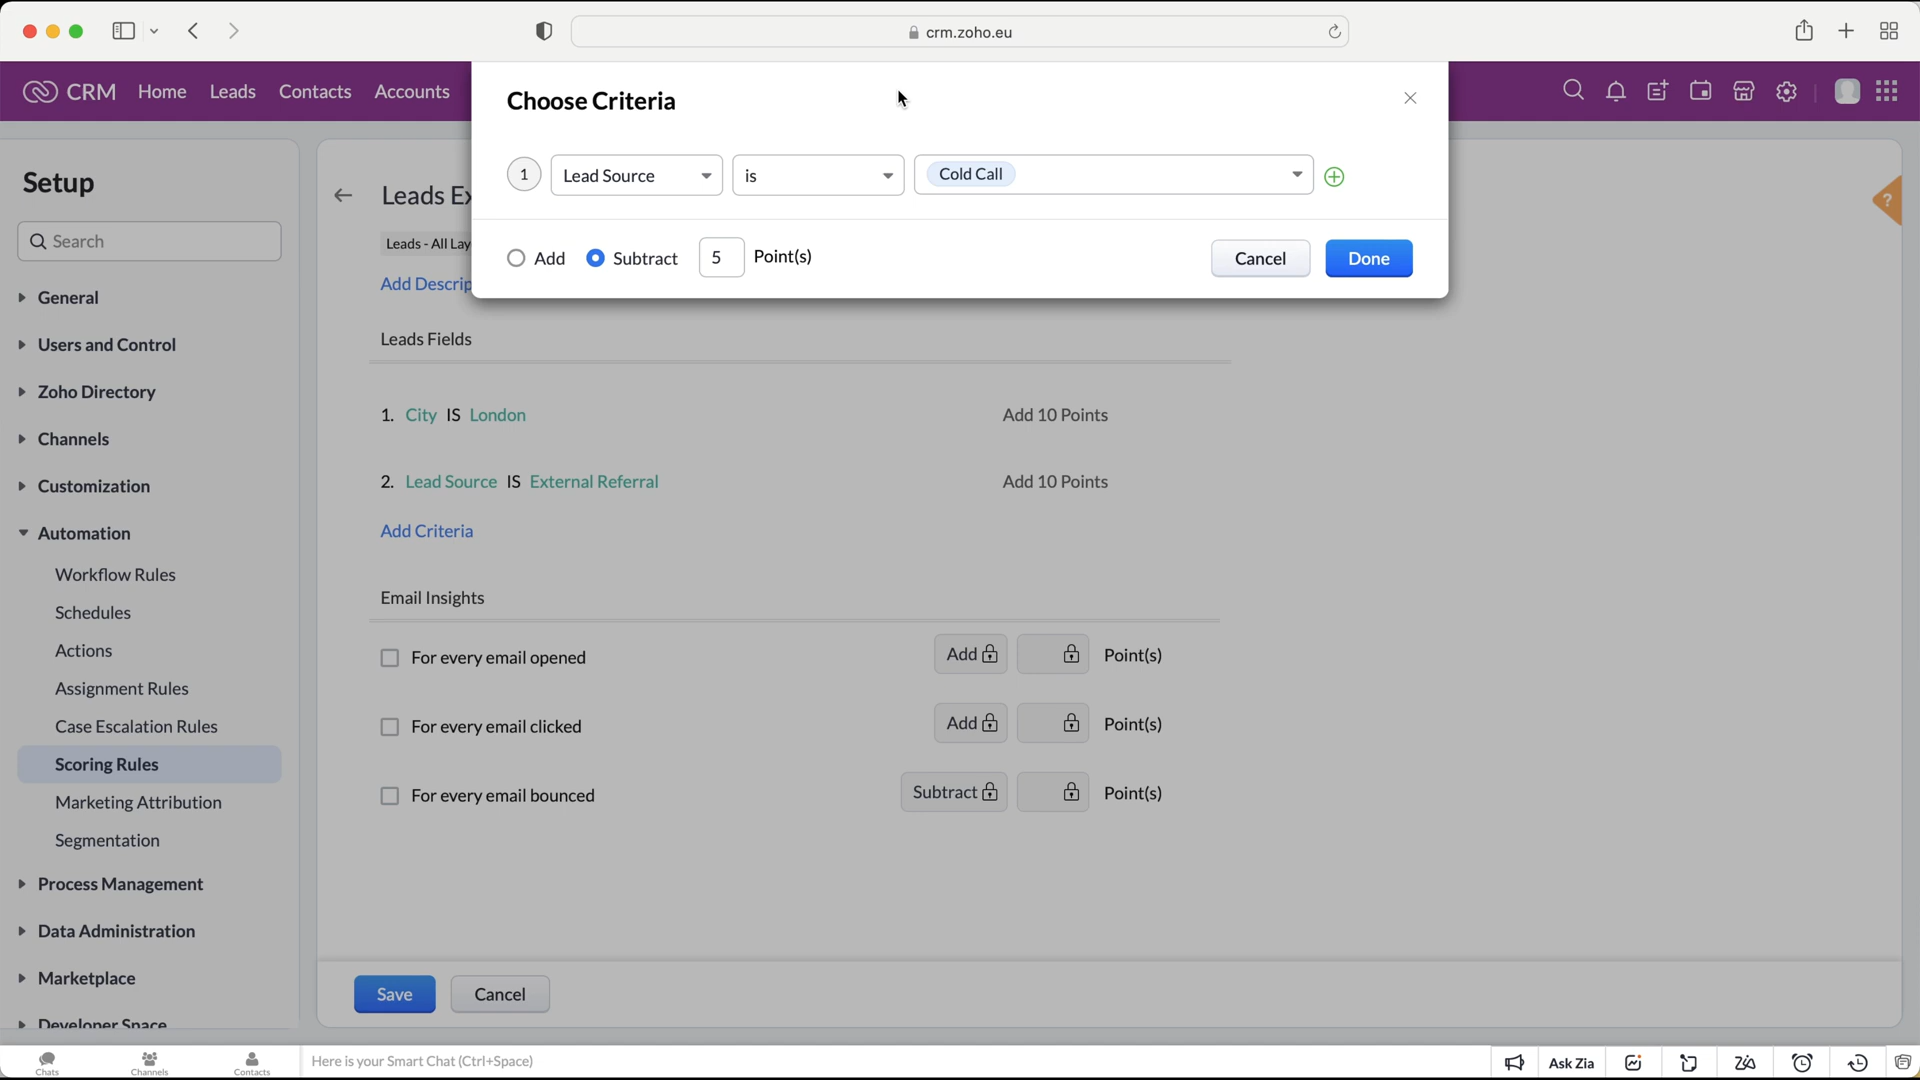 crm.zoho.eu
CRM Home Leads Contacts Accounts
Choose Criteria
1 Lead Source is Cold Call
Add Subtract 5 Point(s) Cancel Done
Setup
Search
General
Users and Control
Zoho Directory
Channels
Customization
Automation
Workflow Rules
Schedules
Actions
Assignment Rules
Case Escalation Rules
Scoring Rules
Marketing Attribution
Segmentation
Process Management
Data Administration
Marketplace
Developer Space
Leads Ex
Leads - All Lay
Add Descrip
Leads Fields
1. City IS London Add 10 Points
2. Lead Source IS External Referral Add 10 Points
Add Criteria
Email Insights
For every email opened Add Point(s)
For every email clicked Add Point(s)
For every email bounced Subtract Point(s)
Save Cancel
?
Chats Channels Contacts
Here is your Smart Chat (Ctrl+Space)
Ask Zia